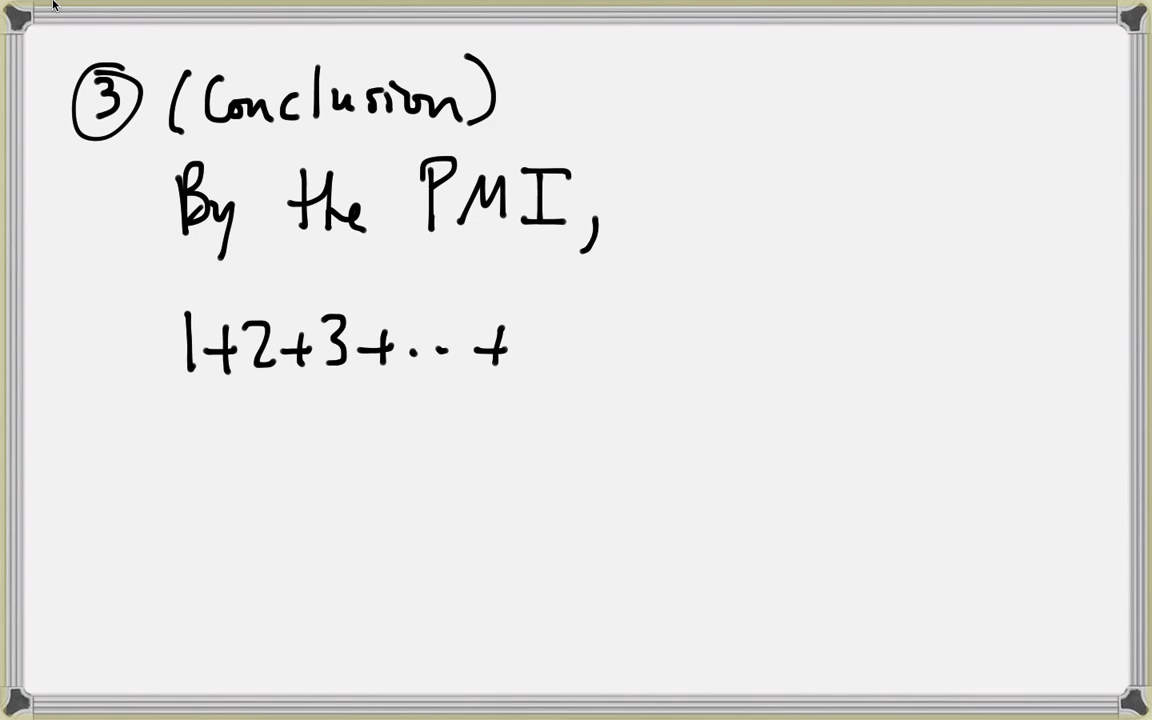 ③ (Conclusion)
By the PMI,
1+2+3+.. +